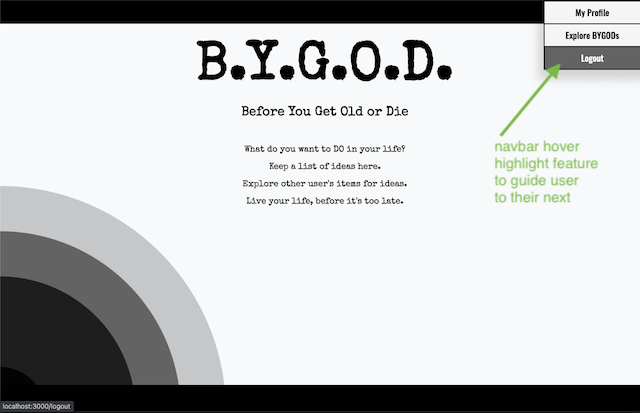 My Profile
Explore BYGODs
Logout
B.Y.G.O.D.
Before You Get Old or Die
What do you want to DO in your life?
Keep a list of ideas here.
Explore other user's items for ideas.
Live your life, before it's too late.
navbar hover
highlight feature
to guide user
to their next
localhost:3000/logout